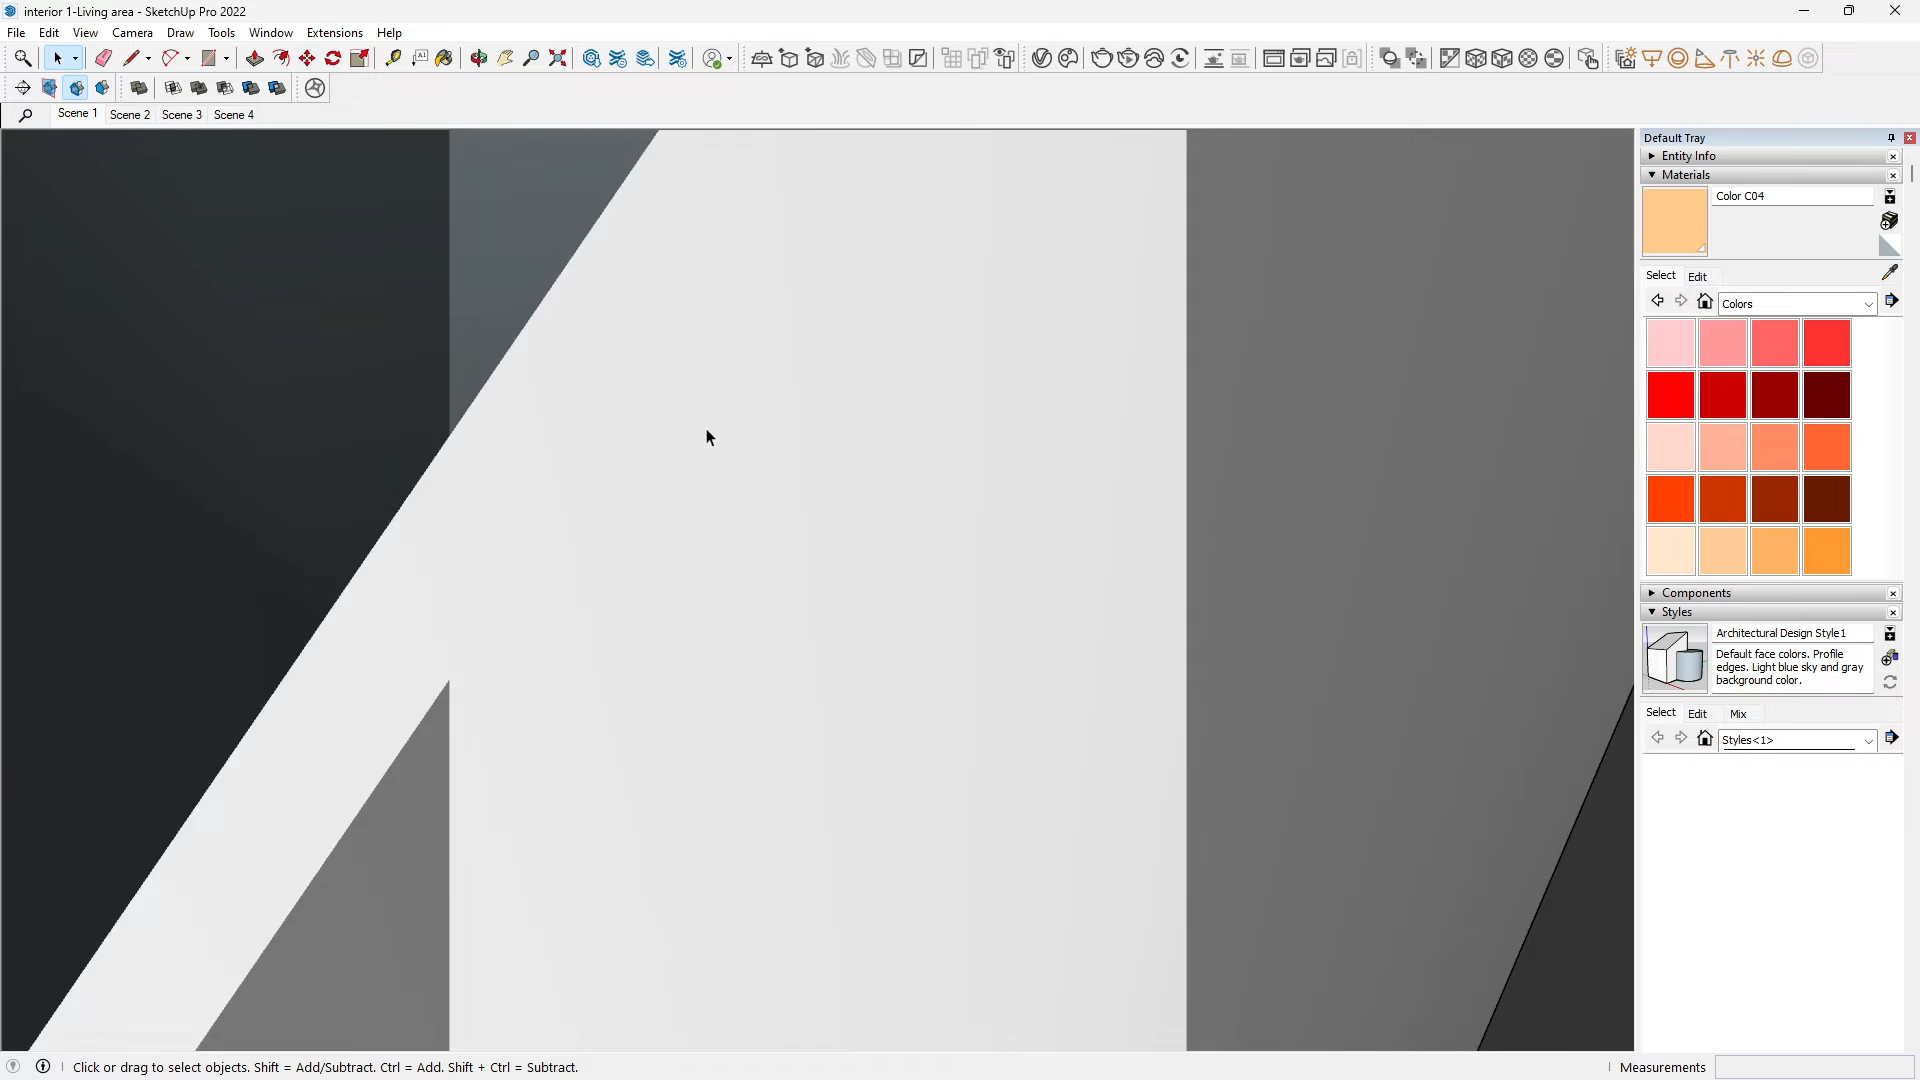 interior 1-Living area - SketchUp Pro 2022
File Edit View Camera Draw Tools Window Extensions Help
Scene 1 Scene 2 Scene 3 Scene 4
Default Tray
Entity Info
Materials
Color C04
Select Edit
Colors
Components
Styles
Architectural Design Style1
Default face colors. Profile
edges. Light blue sky and gray
background color.
Select Edit Mix
Styles<1>
Click or drag to select objects. Shift = Add/Subtract. Ctrl = Add. Shift + Ctrl = Subtract.
Measurements